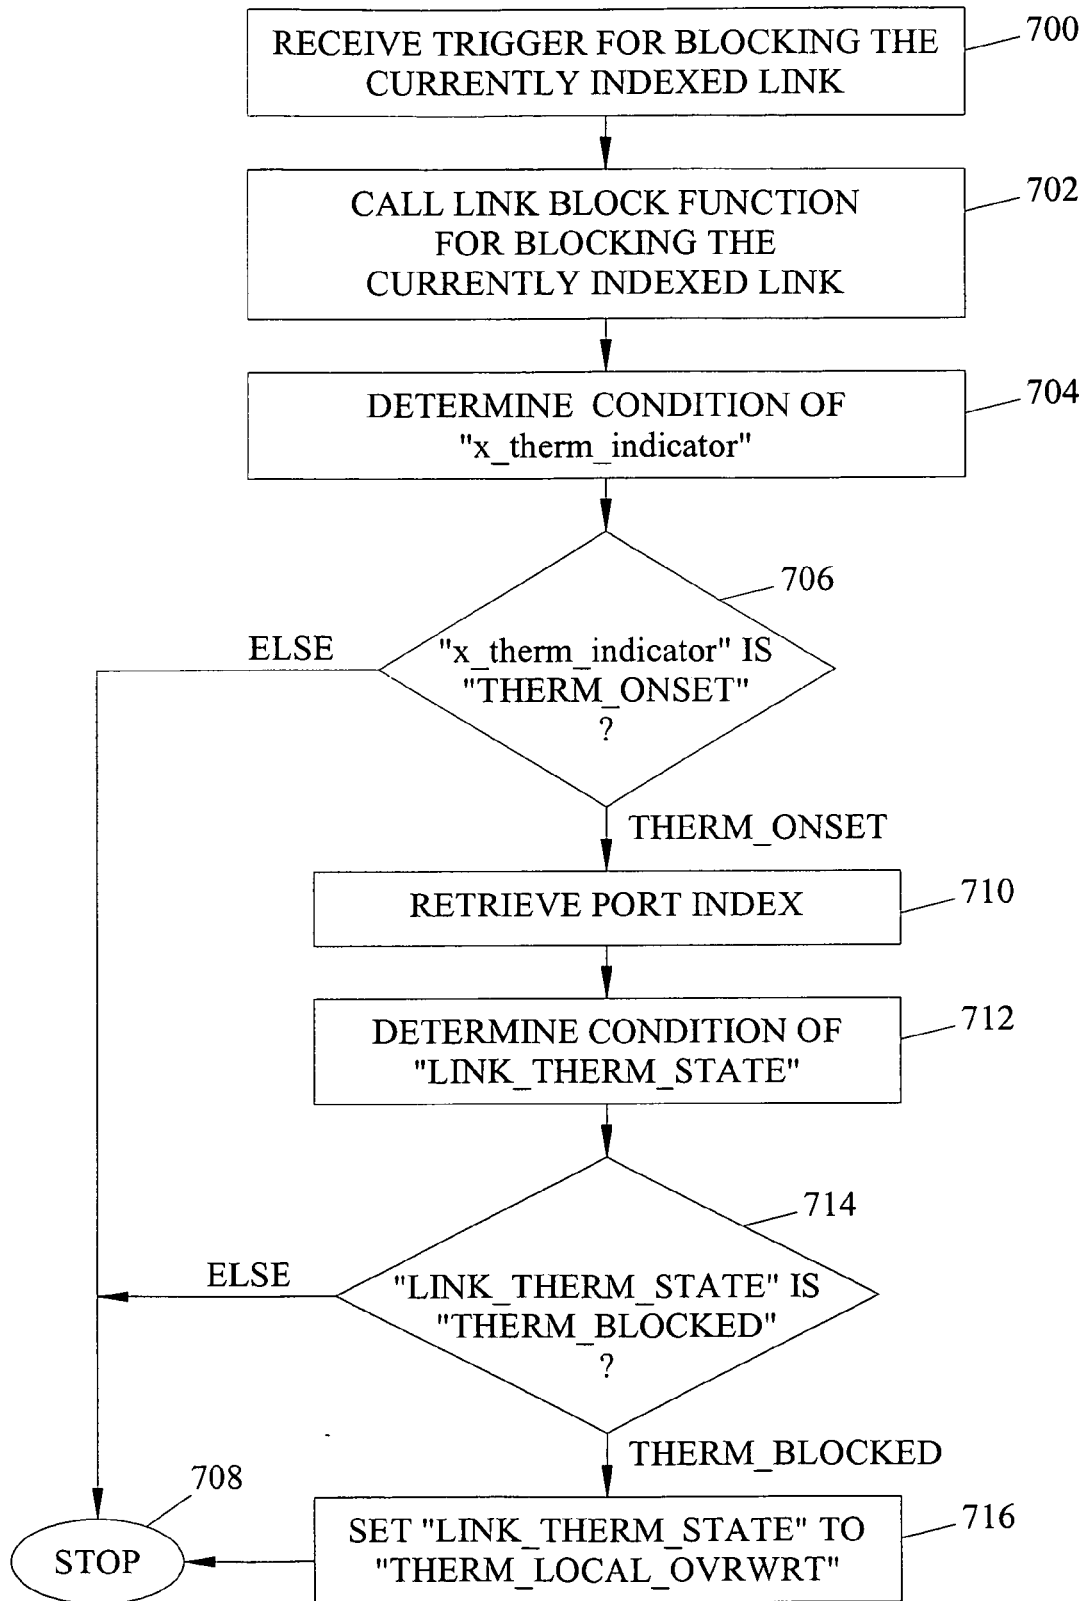 RECEIVE TRIGGER FOR BLOCKING THE
CURRENTLY INDEXED LINK
700
CALL LINK BLOCK FUNCTION
FOR BLOCKING THE
CURRENTLY INDEXED LINK
702
DETERMINE CONDITION OF
"x_therm_indicator"
704
706
ELSE
"x_therm_indicator" IS
"THERM_ONSET"
?
THERM_ONSET
RETRIEVE PORT INDEX
710
DETERMINE CONDITION OF
"LINK_THERM_STATE"
712
714
ELSE
"LINK_THERM_STATE" IS
"THERM_BLOCKED"
?
THERM_BLOCKED
708
STOP
SET "LINK_THERM_STATE" TO
"THERM_LOCAL_OVRWRT"
716